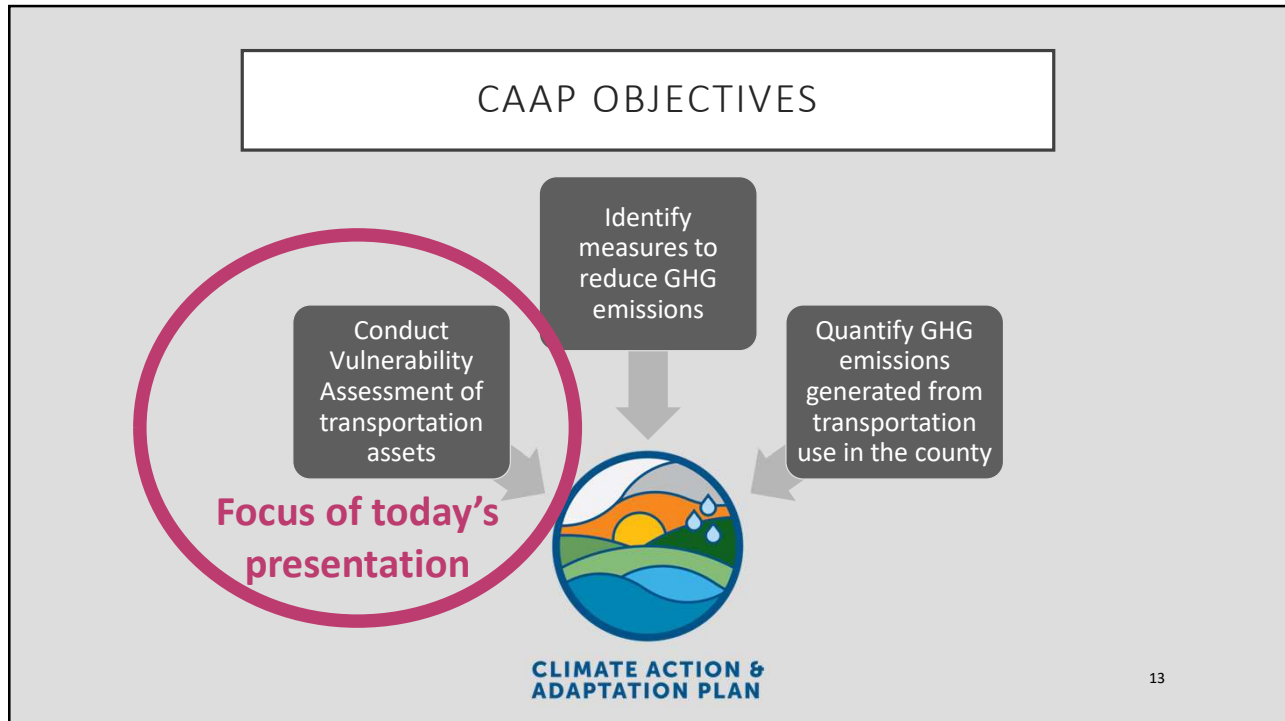 CAAP OBJECTIVES
Identify
measures to
reduce GHG
emissions
Conduct
Vulnerability
Assessment of
transportation
assets
Quantify GHG
emissions
generated from
transportation
use in the county
Focus of today's
presentation
CLIMATE ACTION &
ADAPTATION PLAN
13